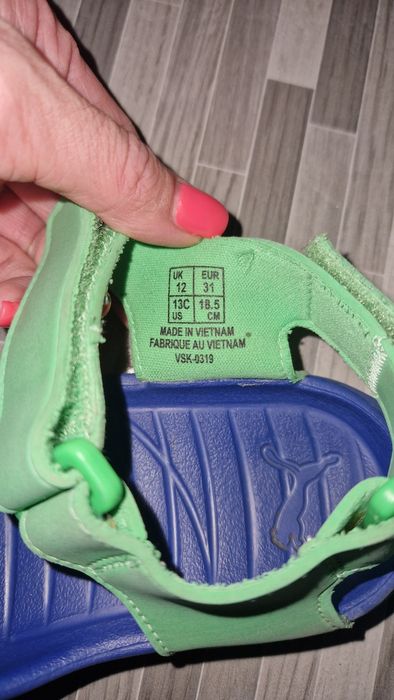 UK EUR
12 31
13C 18.5
US CM
MADE IN VIETNAM
FABRIQUE AU VIETNAM
VSK-0319